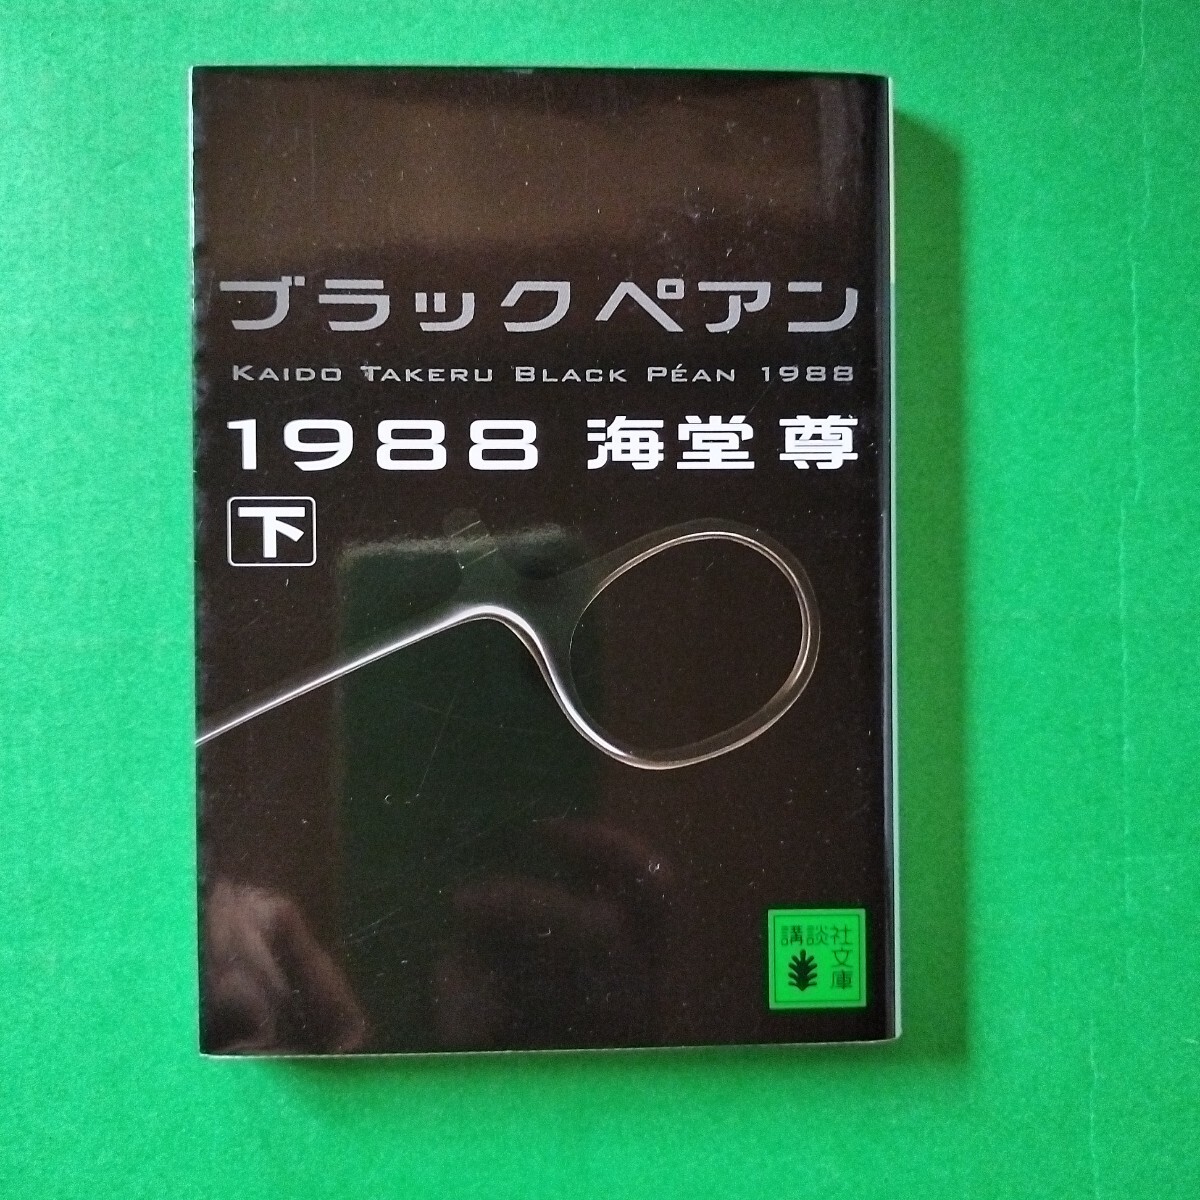 ブラックペアン
KAIDO TAKERU BLACK PÉAN 1988
1988 海堂 尊
下
講談社
文庫